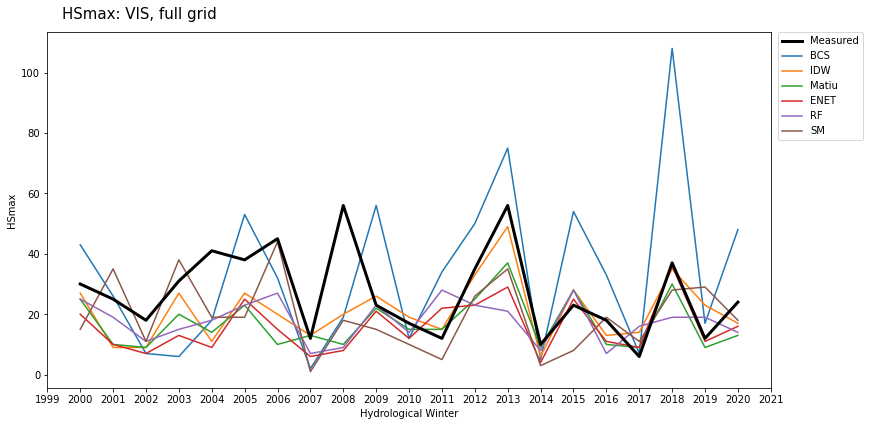 HSmax: VIS, full grid
Measured
BCS
IDW
Matiu
ENET
RF
SM
HSmax
100
80
60
40
20
0
1999 2000 2001 2002 2003 2004 2005 2006 2007 2008 2009 2010 2011 2012 2013 2014 2015 2016 2017 2018 2019 2020 2021
Hydrological Winter